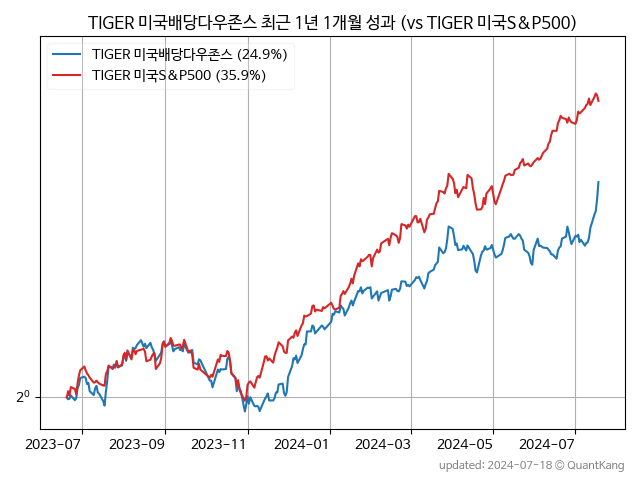 TIGER 미국배당다우존스 최근 1년 1개월 성과 (vs TIGER 미국S&P500)
TIGER 미국배당다우존스 (24.9%)
TIGER 미국S&P500 (35.9%)
2⁰
2023-07 2023-09 2023-11 2024-01 2024-03 2024-05 2024-07
updated: 2024-07-18 © QuantKang